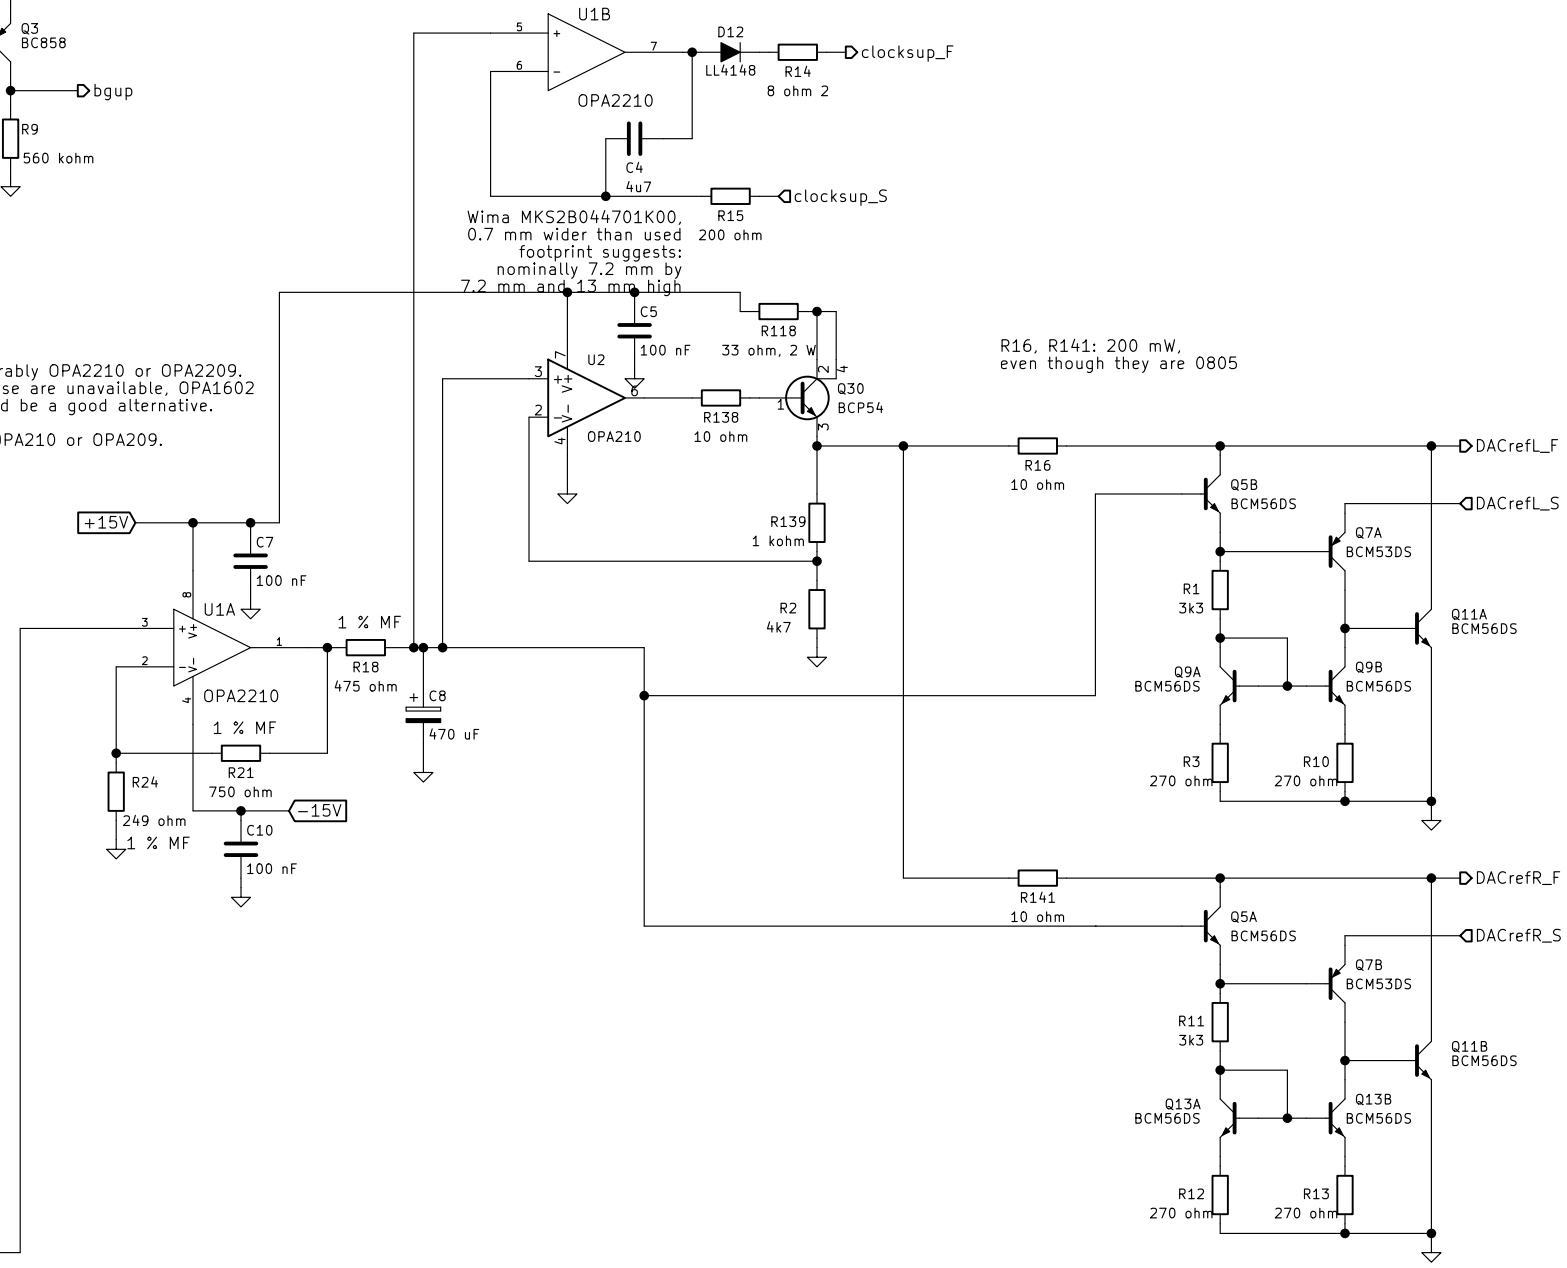 U1B
Q3
BC858
5
+
7
6
−
D12
LL4148
R14
8 ohm 2
clocksup_F
bgup
OPA2210
R9
560 kohm
C4
4u7
clocksup_S
R15
200 ohm
Wima MKS2B044701K00,
0.7 mm wider than used
footprint suggests:
nominally 7.2 mm by
7.2 mm and 13 mm high
C5
100 nF
R118
33 ohm, 2 W
R16, R141: 200 mW,
even though they are 0805
rably OPA2210 or OPA2209.
se are unavailable, OPA1602
d be a good alternative.
OPA210 or OPA209.
U2
7
3
+
V+
2
−
V−
4
6
OPA210
R138
10 ohm
1
2
4
3
Q30
BCP54
R16
10 ohm
DACrefL_F
Q5B
BCM56DS
DACrefL_S
+15V
C7
100 nF
R139
1 kohm
Q7A
BCM53DS
R1
3k3
R2
4k7
Q11A
BCM56DS
8
U1A
3
+
V+
1
2
−
V−
4
OPA2210
1 % MF
R18
475 ohm
+
C8
470 uF
Q9A
BCM56DS
Q9B
BCM56DS
1 % MF
R21
750 ohm
R24
249 ohm
1 % MF
−15V
C10
100 nF
R3
270 ohm
R10
270 ohm
R141
10 ohm
DACrefR_F
Q5A
BCM56DS
DACrefR_S
Q7B
BCM53DS
R11
3k3
Q11B
BCM56DS
Q13A
BCM56DS
Q13B
BCM56DS
R12
270 ohm
R13
270 ohm